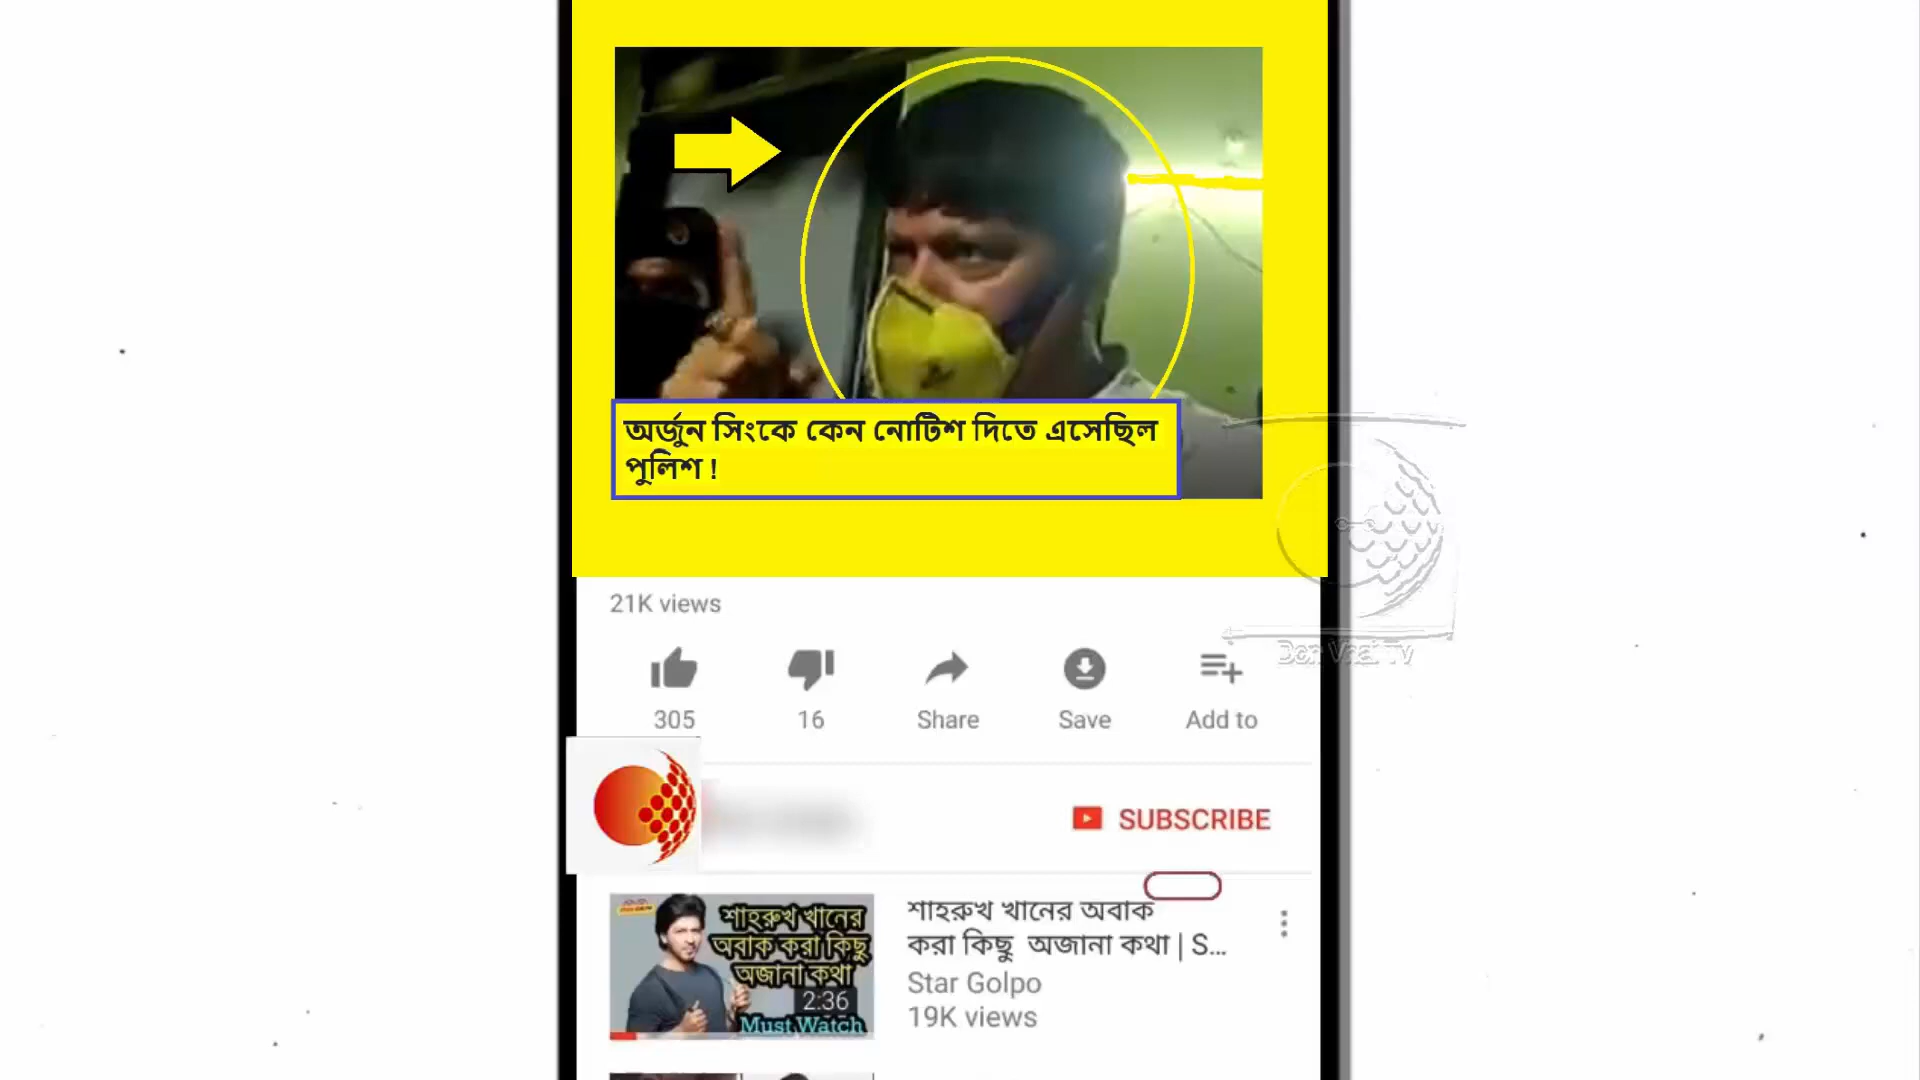 অর্জুন সিংকে কেন নোটিশ দিতে এসেছিল
পুলিশ !
21K views
305
16
Share
Save
Add to
SUBSCRIBE
শাহরুখ খানের
অবাক করা কিছু
অজানা কথা
2:36
Must Watch
শাহরুখ খানের অবাক
করা কিছু অজানা কথা | S...
Star Golpo
19K views